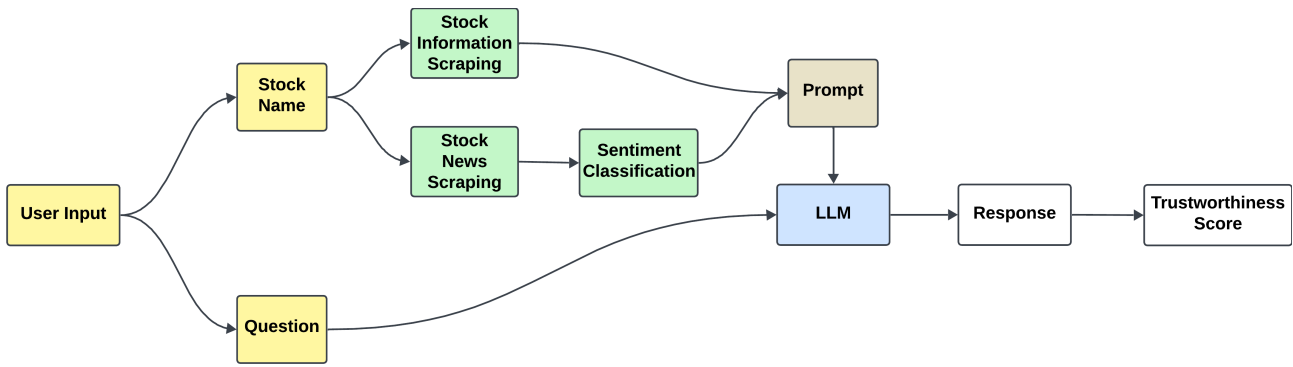 User Input
Stock
Name
Question
Stock
Information
Scraping
Stock
News
Scraping
Sentiment
Classification
Prompt
LLM
Response
Trustworthiness
Score